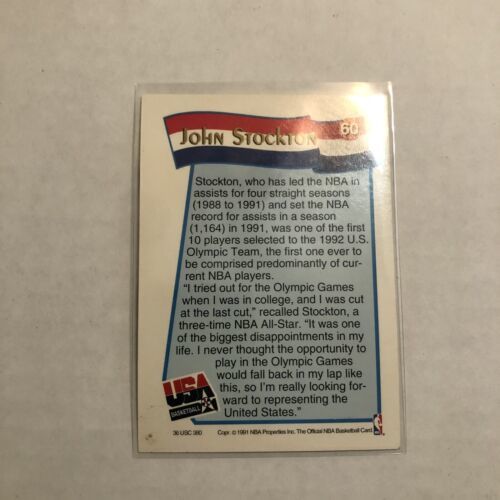 60
JOHN STOCKTON
Stockton, who has led the NBA in
assists for four straight seasons
(1988 to 1991) and set the NBA
record for assists in a season
(1,164) in 1991, was one of the first
10 players selected to the 1992 U.S.
Olympic Team, the first one ever to
be comprised predominantly of cur-
rent NBA players.
"I tried out for the Olympic Games
when I was in college, and I was cut
at the last cut," recalled Stockton, a
three-time NBA All-Star. "It was one
of the biggest disappointments in my
life. I never thought the opportunity to
play in the Olympic Games
would fall back in my lap like
this, so I'm really looking for-
ward to representing the
United States."
USA
BASKETBALL
36 USC 380
Copr. © 1991 NBA Properties Inc. The Official NBA Basketball Card